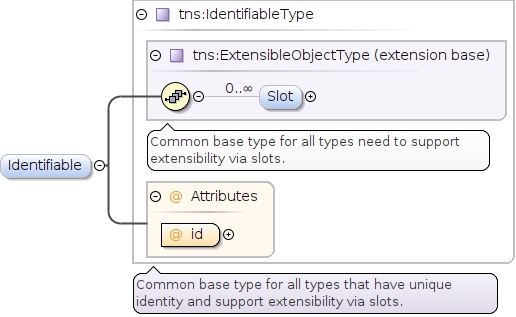 tns:IdentifiableType
tns:ExtensibleObjectType (extension base)
0..∞
Slot
Common base type for all types need to support
extensibility via slots.
Identifiable
@ Attributes
@ id
Common base type for all types that have unique
identity and support extensibility via slots.